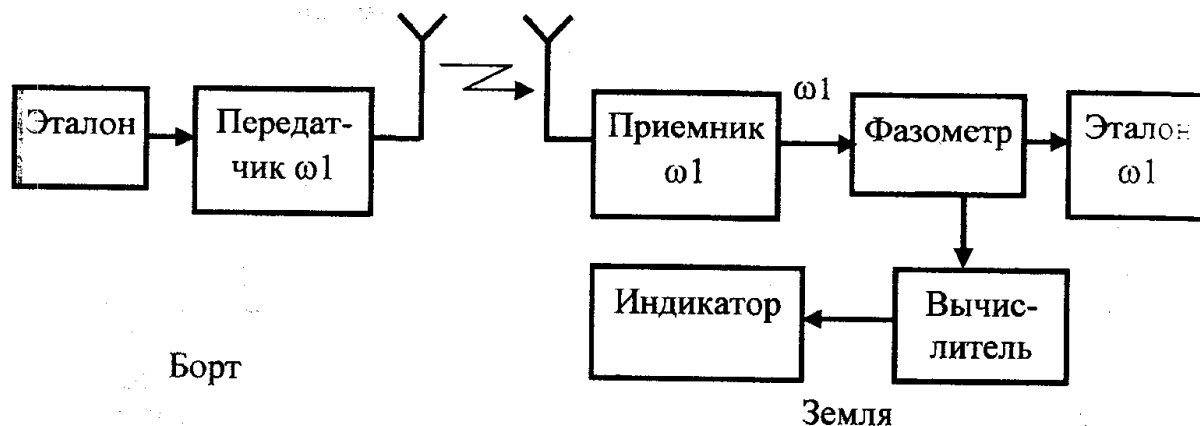 Эталон
Передат-
чик ω1
Приемник
ω1
ω1
Фазометр
Эталон
ω1
Индикатор
Вычис-
литель
Борт
Земля